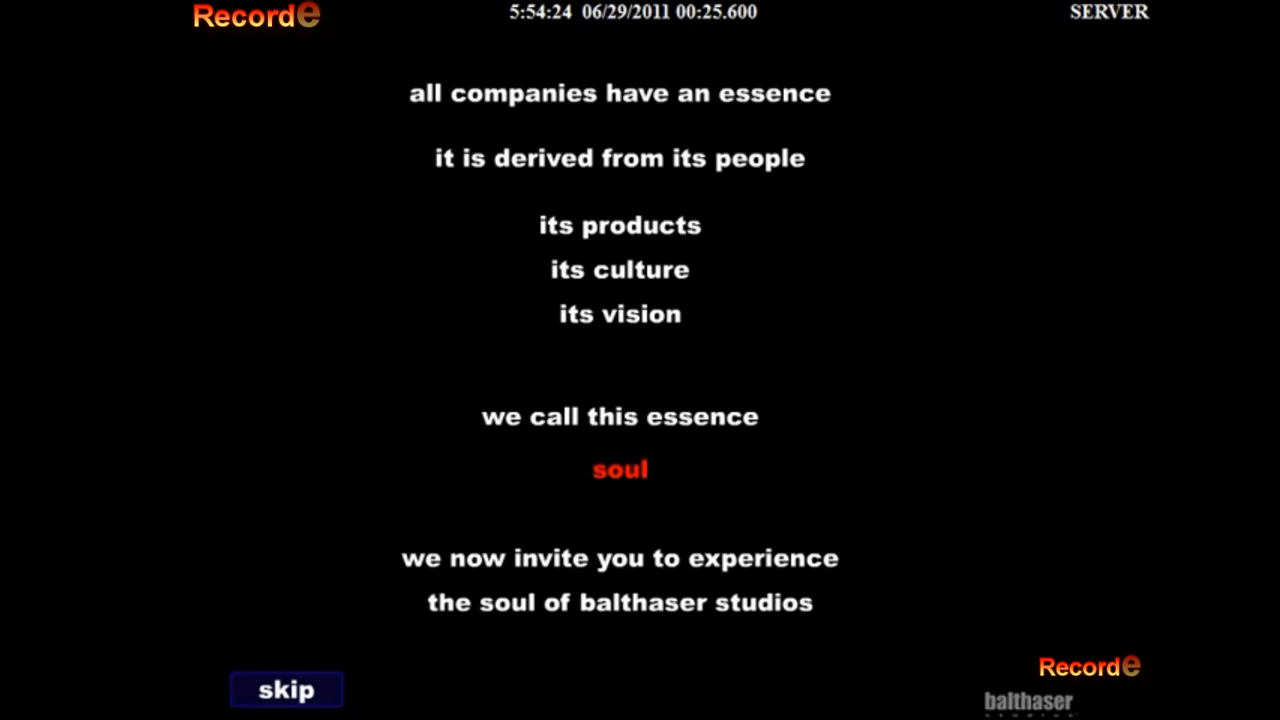 Recorde
5:54:24 06/29/2011 00:25.600
SERVER
all companies have an essence
it is derived from its people
its products
its culture
its vision
we call this essence
soul
we now invite you to experience
the soul of balthaser studios
Recorde
skip
balthaser